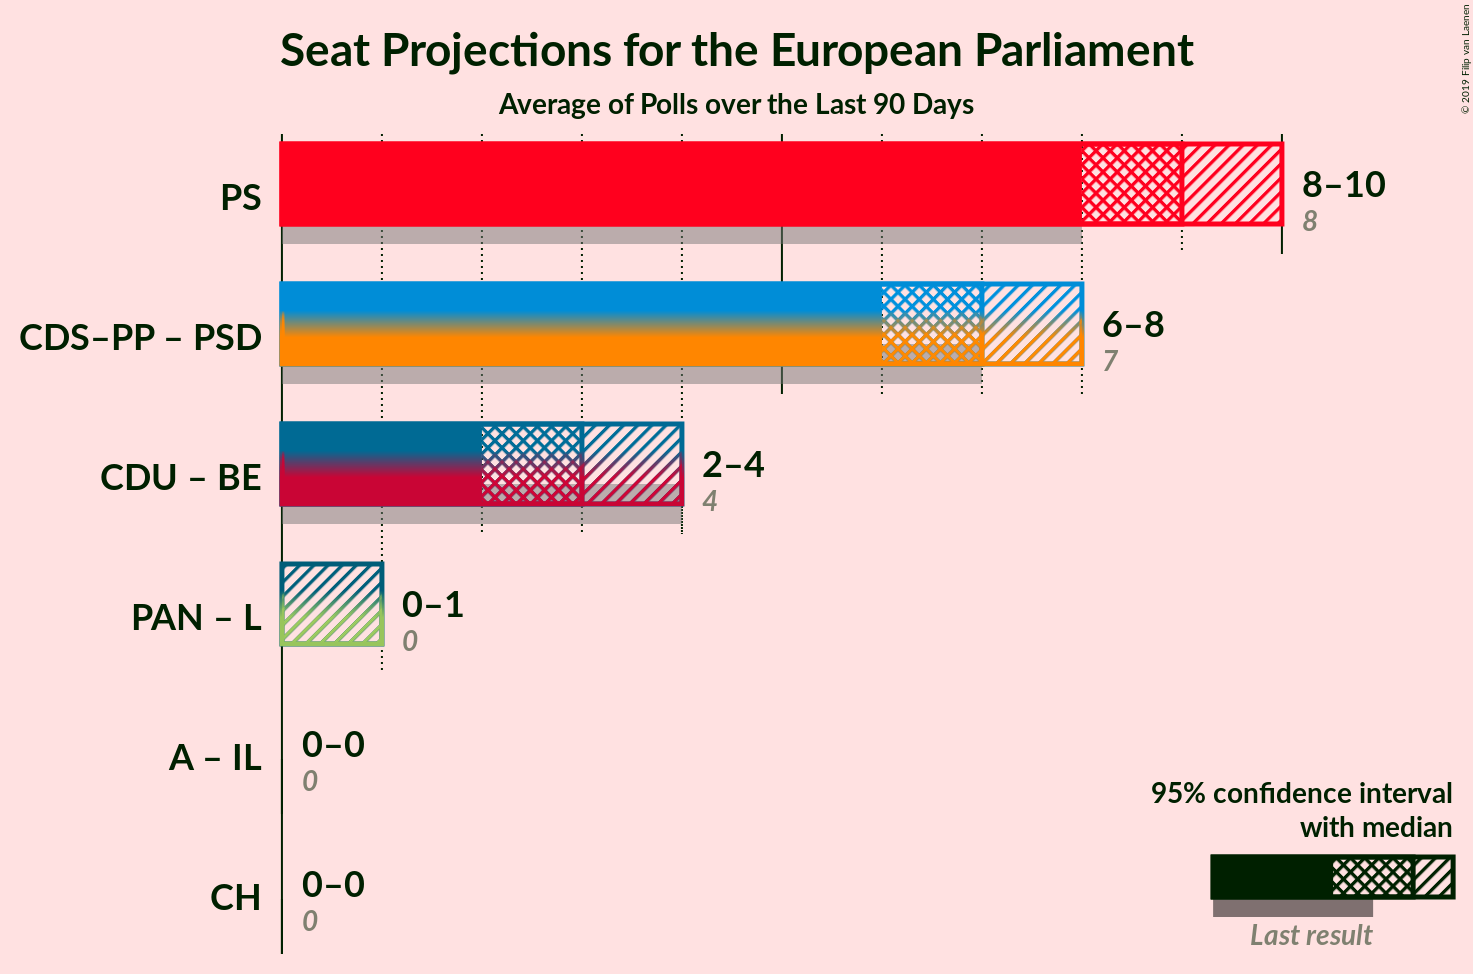 Seat Projections for the European Parliament
Average of Polls over the Last 90 Days
© 2019 Filip van Laenen
PS
8–10
8
CDS–PP – PSD
6–8
7
CDU – BE
2–4
4
PAN – L
0–1
0
A – IL
0–0
0
CH
0–0
0
95% confidence interval
with median
Last result